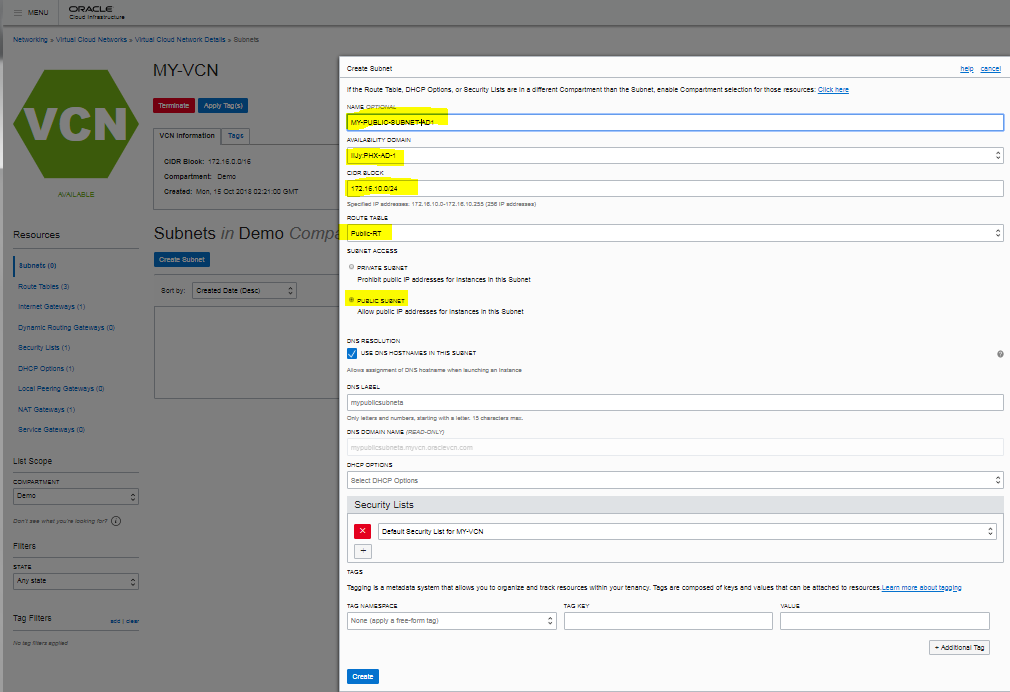 MENU
ORACLE
Cloud Infrastructure
Networking » Virtual Cloud Networks » Virtual Cloud Network Details » Subnets
VCN
AVAILABLE
MY-VCN
Terminate
Apply Tag(s)
VCN Information
Tags
CIDR Block: 172.16.0.0/16
Compartment: Demo
Created: Mon, 15 Oct 2018 02:21:00 GMT
Resources
Subnets (0)
Route Tables (3)
Internet Gateways (1)
Dynamic Routing Gateways (0)
Security Lists (1)
DHCP Options (1)
Local Peering Gateways (0)
NAT Gateways (1)
Service Gateways (0)
List Scope
COMPARTMENT
Demo
Don't see what you're looking for?
Filters
STATE
Any state
Tag Filters
add | clear
No tag filters applied
Subnets in Demo Compa
Create Subnet
Sort by:
Created Date (Desc)
Create Subnet
help
cancel
If the Route Table, DHCP Options, or Security Lists are in a different Compartment than the Subnet, enable Compartment selection for those resources: Click here
NAME OPTIONAL
MY-PUBLIC-SUBNET-AD1
AVAILABILITY DOMAIN
IIJy:PHX-AD-1
CIDR BLOCK
172.16.10.0/24
Specified IP addresses: 172.16.10.0-172.16.10.255 (256 IP addresses)
ROUTE TABLE
Public-RT
SUBNET ACCESS
PRIVATE SUBNET
Prohibit public IP addresses for Instances in this Subnet
PUBLIC SUBNET
Allow public IP addresses for Instances in this Subnet
DNS RESOLUTION
USE DNS HOSTNAMES IN THIS SUBNET
Allows assignment of DNS hostname when launching an Instance
DNS LABEL
mypublicsubneta
Only letters and numbers, starting with a letter. 15 characters max.
DNS DOMAIN NAME (READ-ONLY)
mypublicsubneta.myvcn.oraclevcn.com
DHCP OPTIONS
Select DHCP Options
Security Lists
Default Security List for MY-VCN
+
TAGS
Tagging is a metadata system that allows you to organize and track resources within your tenancy. Tags are composed of keys and values that can be attached to resources. Learn more about tagging
TAG NAMESPACE
TAG KEY
VALUE
None (apply a free-form tag)
+ Additional Tag
Create